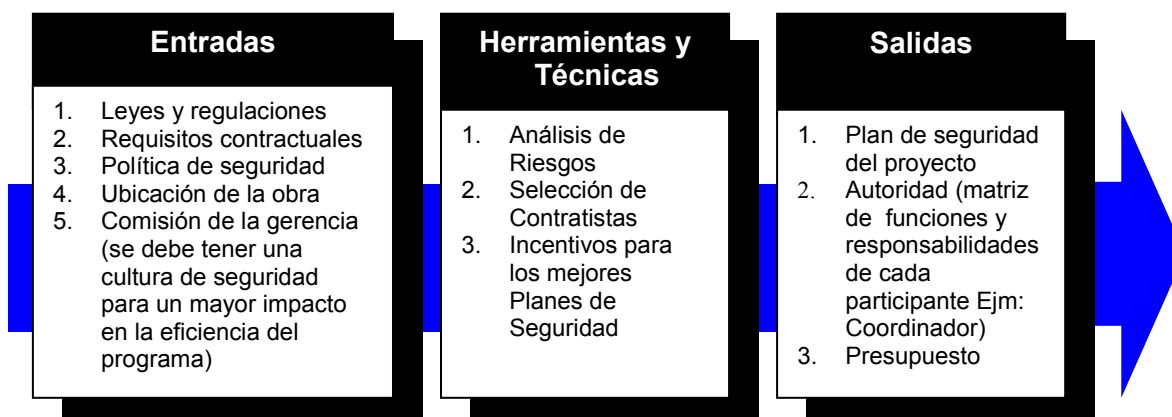 Entradas
1. Leyes y regulaciones
2. Requisitos contractuales
3. Política de seguridad
4. Ubicación de la obra
5. Comisión de la gerencia
(se debe tener una
cultura de seguridad
para un mayor impacto
en la eficiencia del
programa)
Herramientas y
Técnicas
1. Análisis de
Riesgos
2. Selección de
Contratistas
3. Incentivos para
los mejores
Planes de
Seguridad
Salidas
1. Plan de seguridad
del proyecto
2. Autoridad (matriz
de funciones y
responsabilidades
de cada
participante Ejm:
Coordinador)
3. Presupuesto